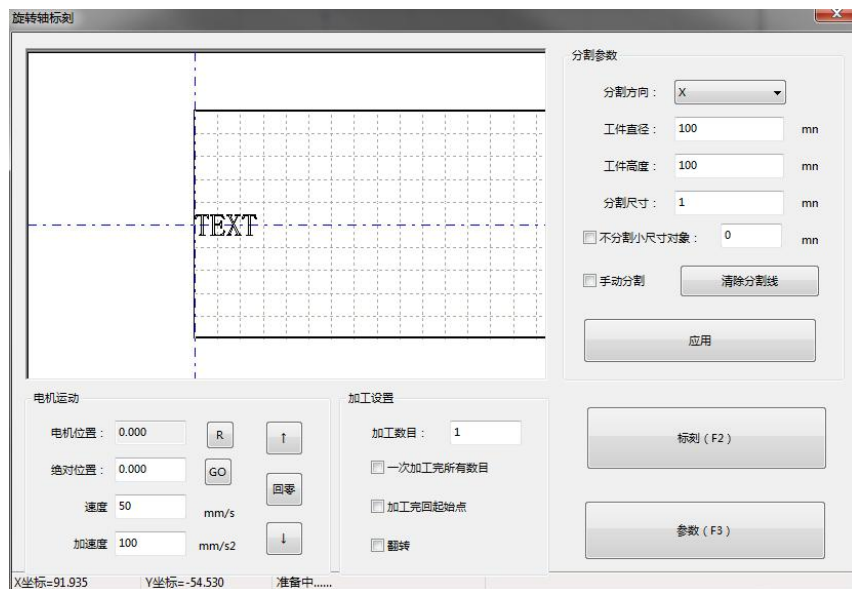 旋转轴标刻
TEXT
分割参数
分割方向： X
工件直径： 100 mn
工件高度： 100 mn
分割尺寸： 1 mn
不分割小尺寸对象： 0 mn
手动分割 清除分割线
应用
电机运动
电机位置： 0.000 R ↑
绝对位置： 0.000 GO
回零
速度 50 mm/s
加速度 100 mm/s2 ↓
加工设置
加工数目： 1
一次加工完所有数目
加工完回起始点
翻转
标刻（F2）
参数（F3）
X坐标=91.935 Y坐标=-54.530 准备中......